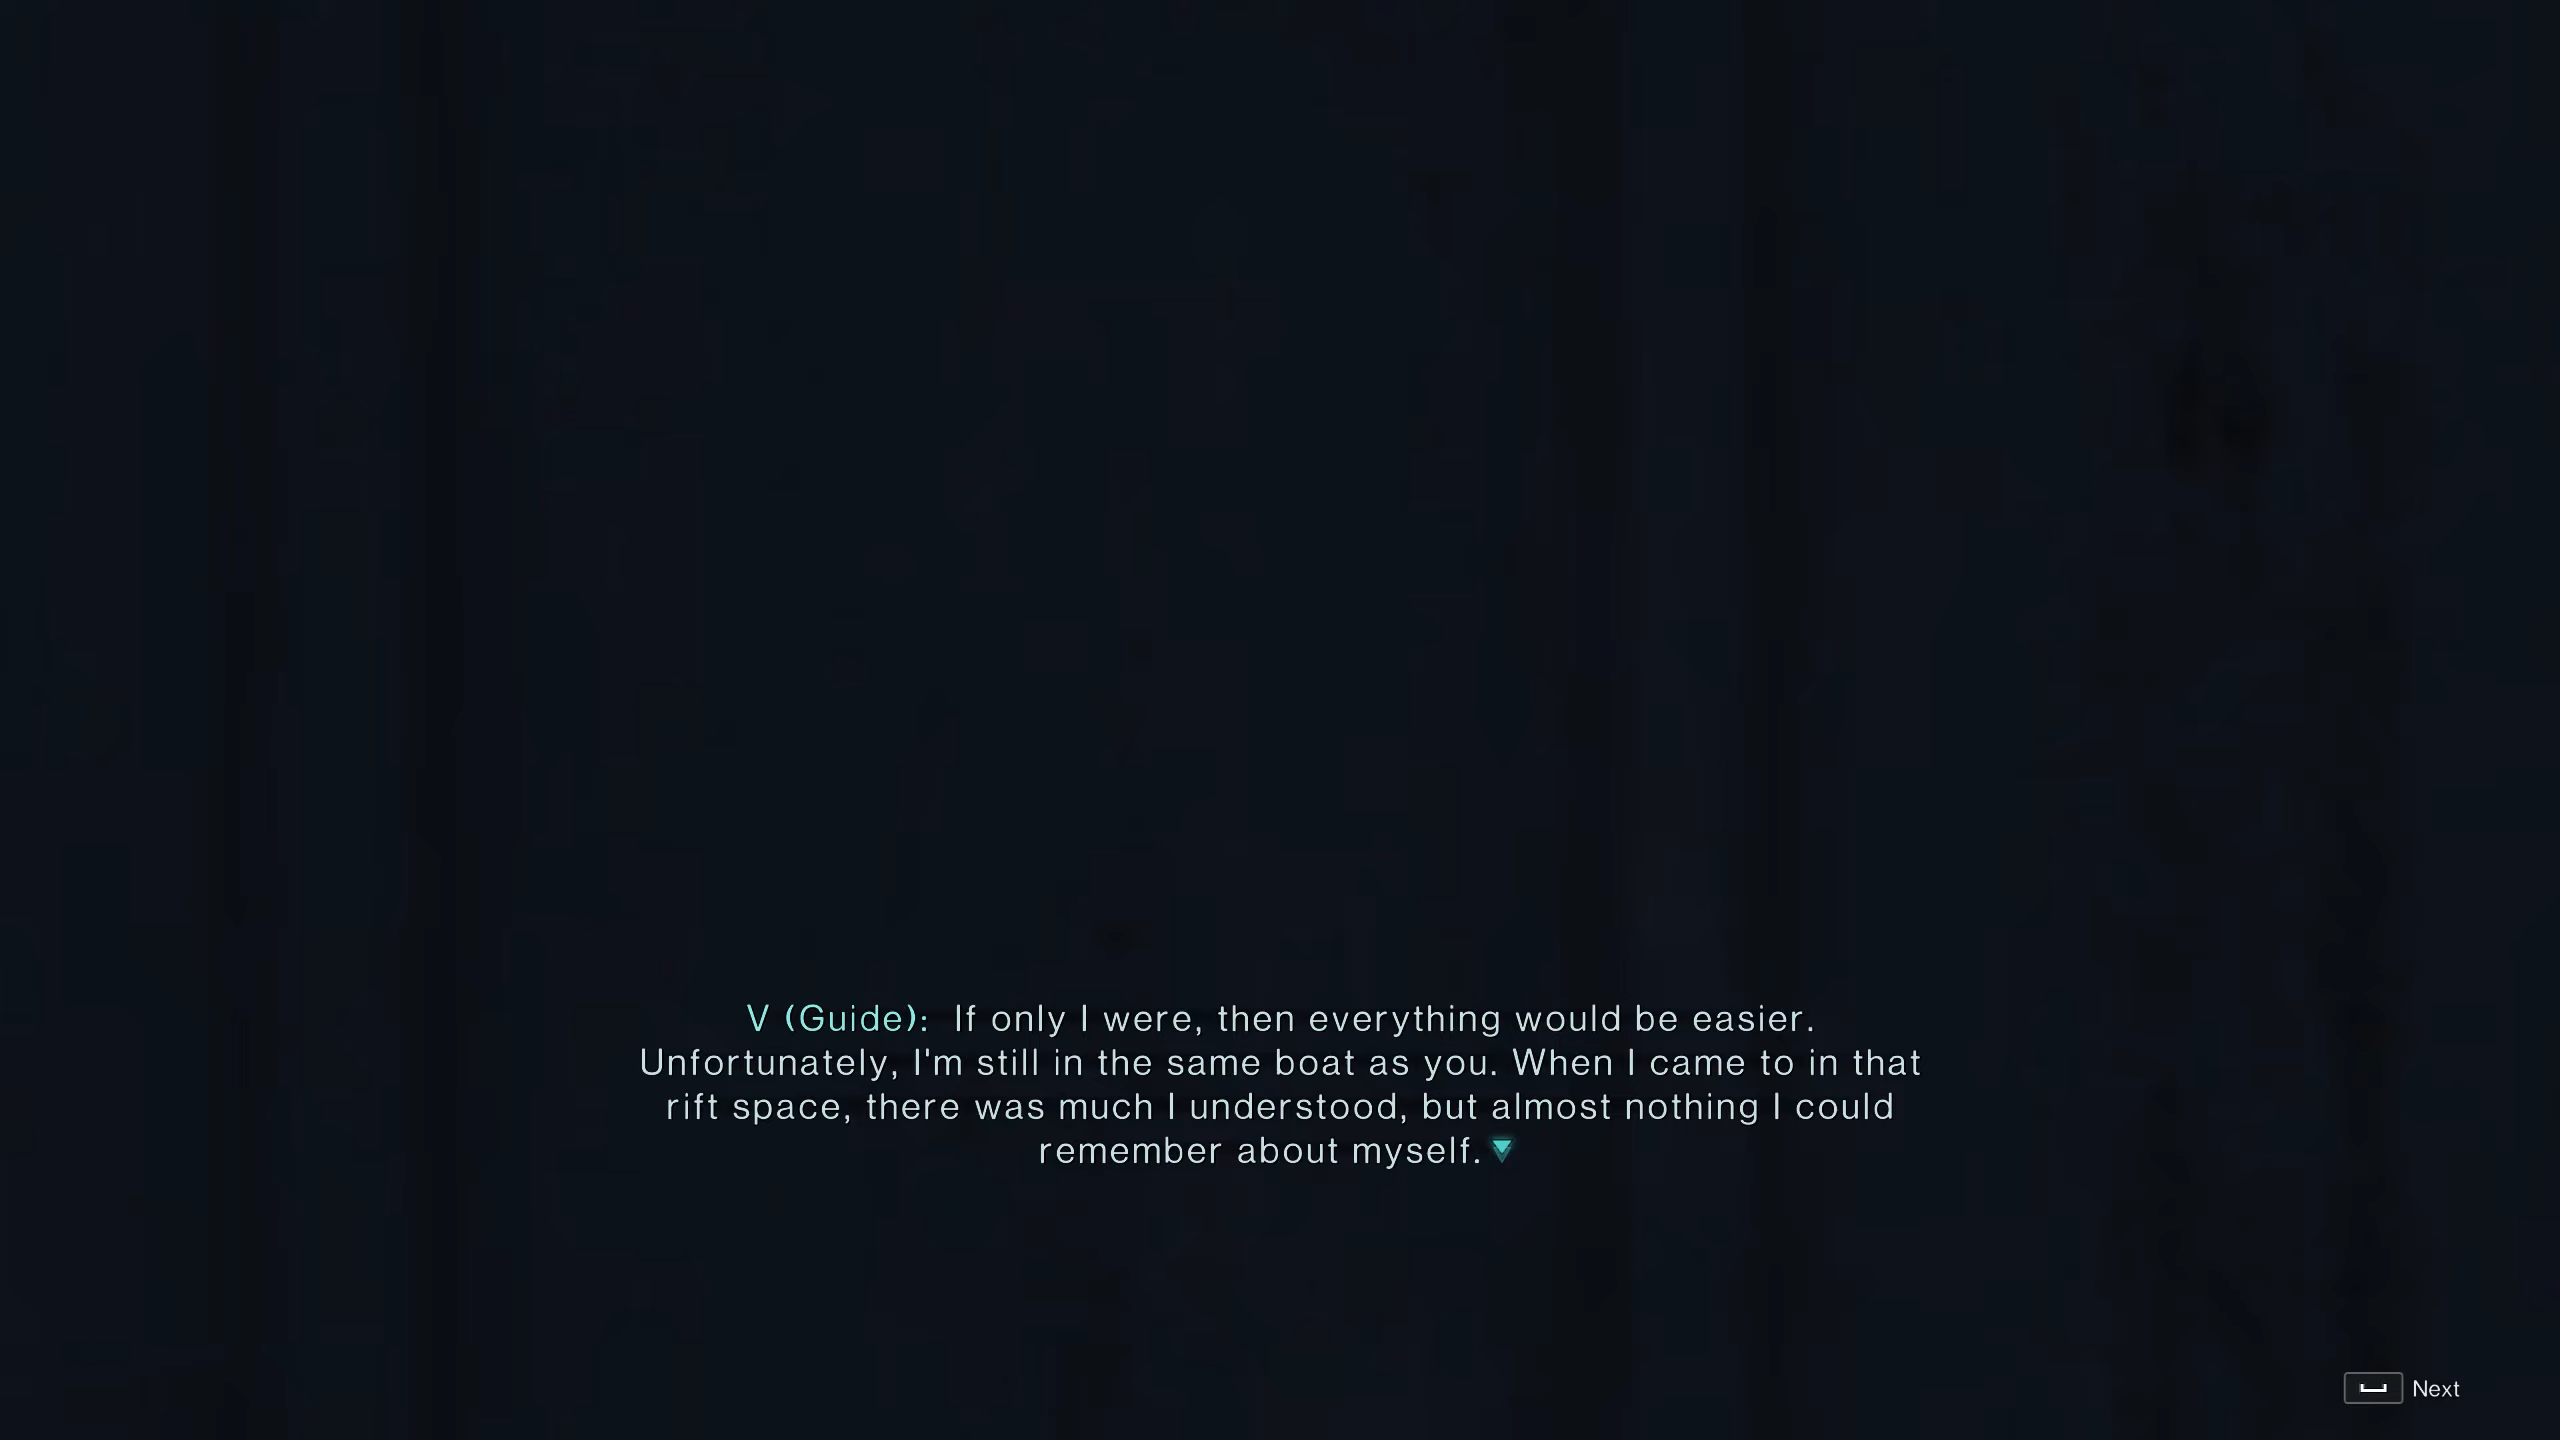 V (Guide): If only I were, then everything would be easier.
Unfortunately, I'm still in the same boat as you. When I came to in that
rift space, there was much I understood, but almost nothing I could
remember about myself.
Next